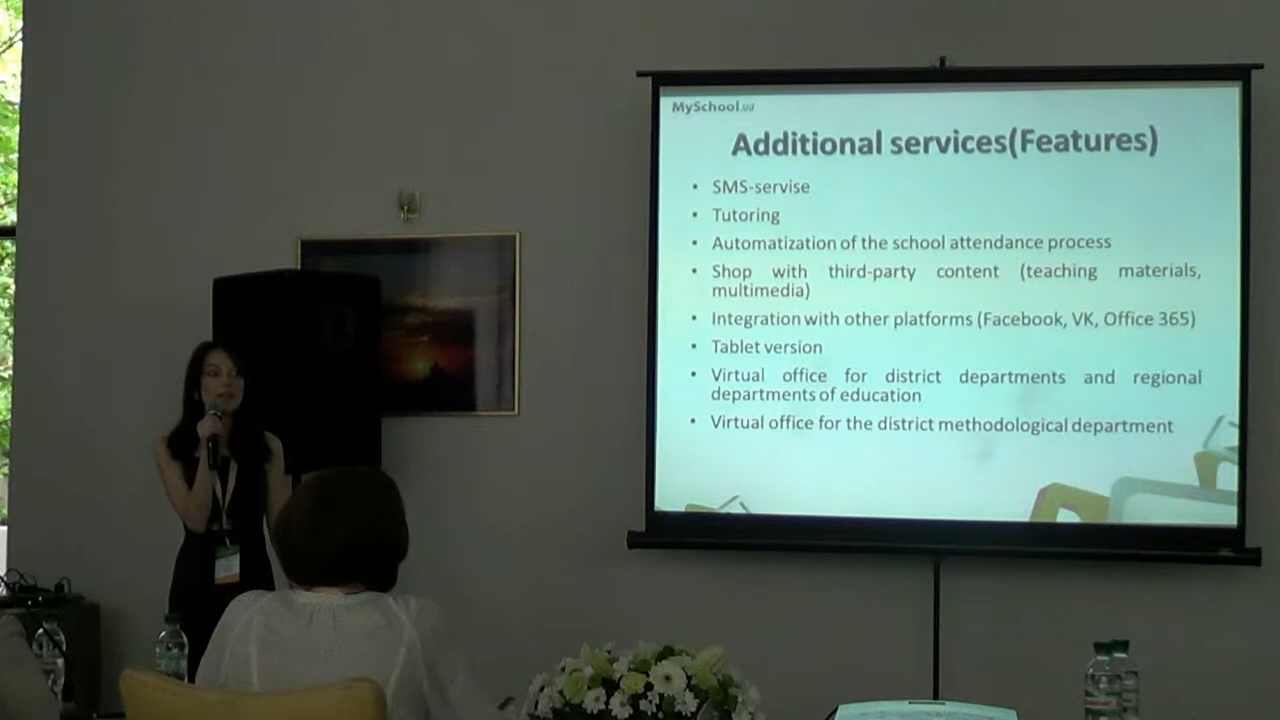 MySchool.ua
Additional services(Features)
• SMS-servise
• Tutoring
• Automatization of the school attendance process
• Shop with third-party content (teaching materials,
multimedia)
• Integration with other platforms (Facebook, VK, Office 365)
• Tablet version
• Virtual office for district departments and regional
departments of education
• Virtual office for the district methodological department